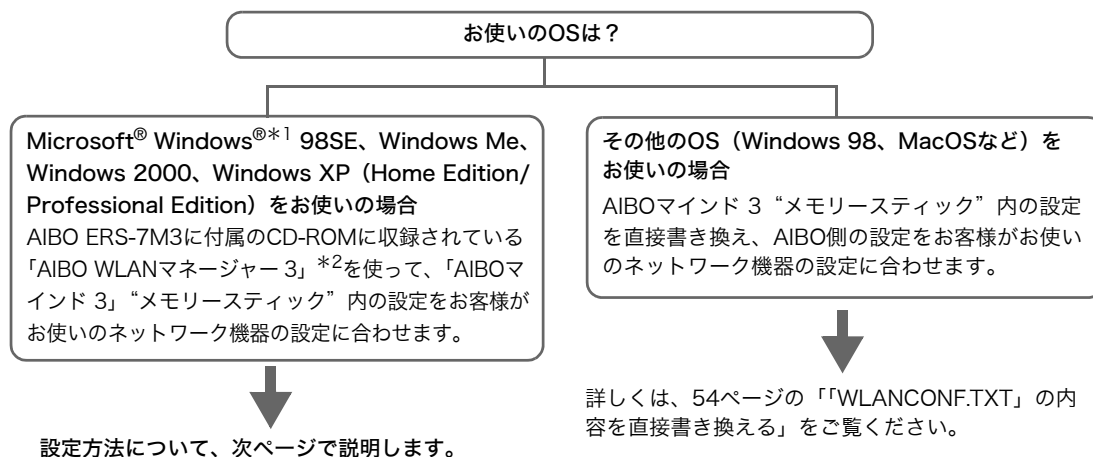 お使いのOSは？
Microsoft® Windows®＊1 98SE、Windows Me、
Windows 2000、Windows XP（Home Edition/
Professional Edition）をお使いの場合
AIBO ERS-7M3に付属のCD-ROMに収録されている
「AIBO WLANマネージャー 3」＊2を使って、「AIBOマ
インド 3」“メモリースティック”内の設定をお客様が
お使いのネットワーク機器の設定に合わせます。
設定方法について、次ページで説明します。
その他のOS（Windows 98、MacOSなど）を
お使いの場合
AIBOマインド 3“メモリースティック”内の設定
を直接書き換え、AIBO側の設定をお客様がお使い
のネットワーク機器の設定に合わせます。
詳しくは、54ページの「「WLANCONF.TXT」の内
容を直接書き換える」をご覧ください。